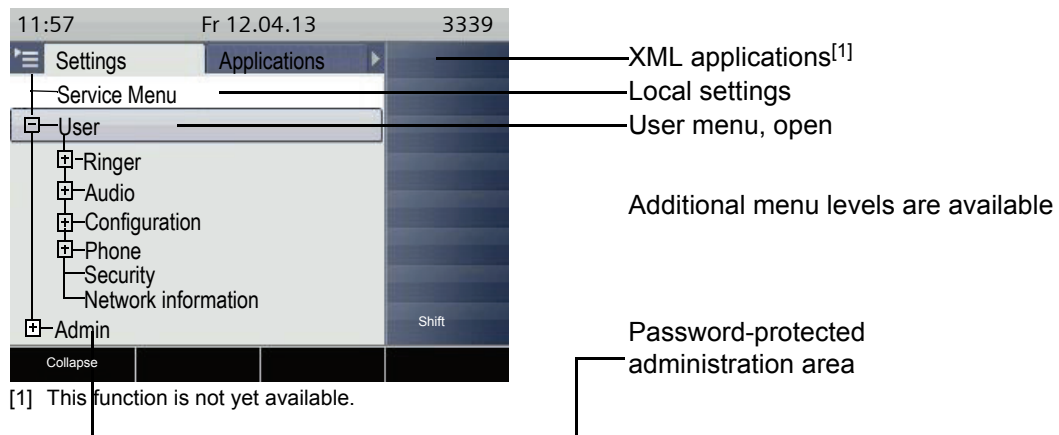 11:57 Fr 12.04.13 3339
Settings Applications XML applications[1]
Service Menu Local settings
User User menu, open
Ringer
Audio Additional menu levels are available
Configuration
Phone
Security
Network information
Admin Shift Password-protected
Collapse administration area
[1] This function is not yet available.